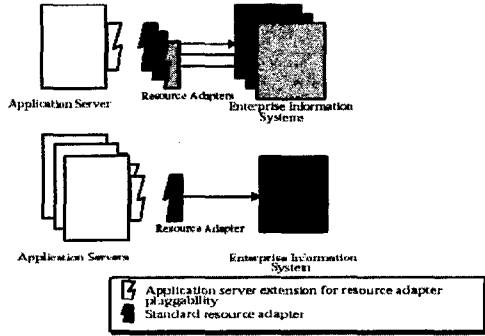 Application Server
Resource Adapters
Enterprise Information
Systems
Application Servers
Resource Adapter
Enterprise Information
System
Application server extension for resource adapter
pluggability
Standard resource adapter